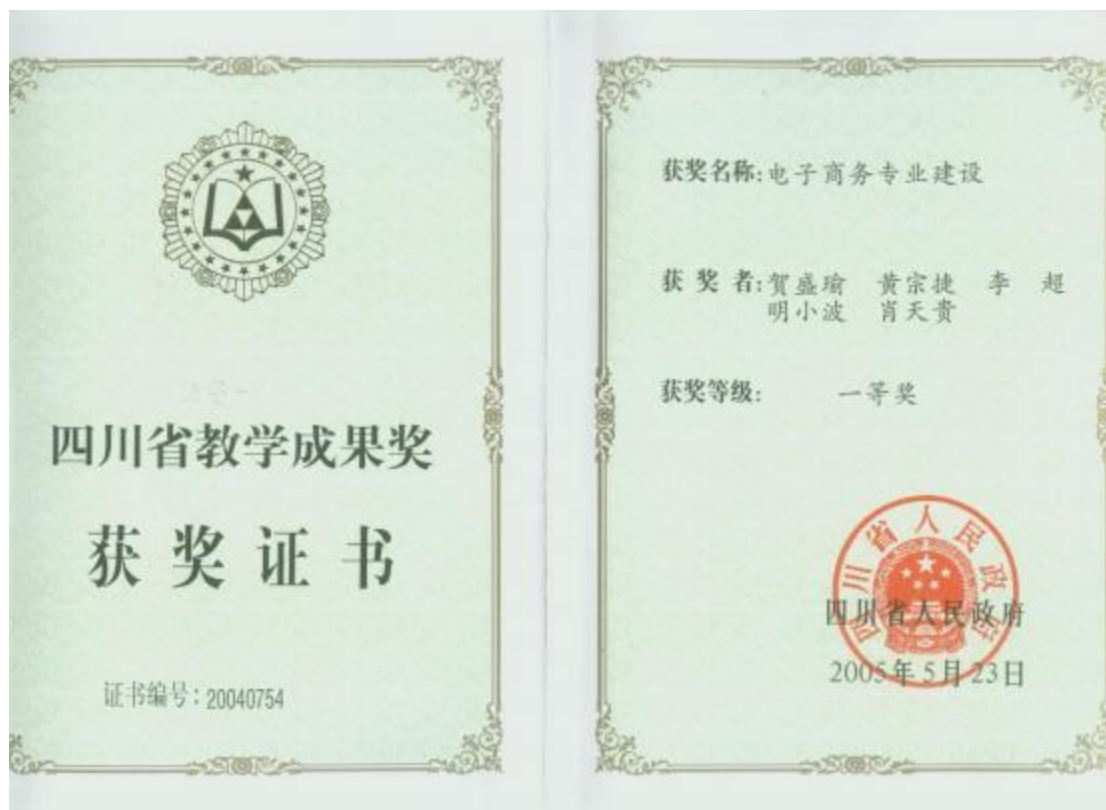 四川省教学成果奖
获奖证书
证书编号：20040754
获奖名称:电子商务专业建设
获奖者:贺盛瑜 黄宗捷 李超
明小波 肖天贵
获奖等级: 一等奖
四川省人民政府
四川省人民政府
2005年5月23日